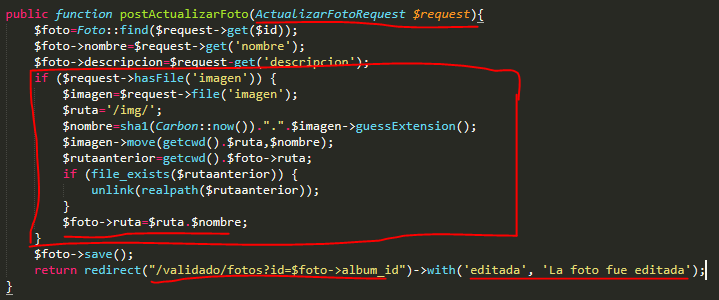 public function postActualizarFoto(ActualizarFotoRequest $request){
$foto=Foto::find($request->get($id));
$foto->nombre=$request->get('nombre');
$foto->descripcion=$request-get('descripcion');
if ($request->hasFile('imagen')) {
$imagen=$request->file('imagen');
$ruta='/img/';
$nombre=sha1(Carbon::now()).".".$imagen->guessExtension();
$imagen->move(getcwd().$ruta,$nombre);
$rutaanterior=getcwd().$foto->ruta;
if (file_exists($rutaanterior)) {
unlink(realpath($rutaanterior));
}
$foto->ruta=$ruta.$nombre;
}
$foto->save();
return redirect("/validado/fotos?id=$foto->album_id")->with('editada', 'La foto fue editada');
}